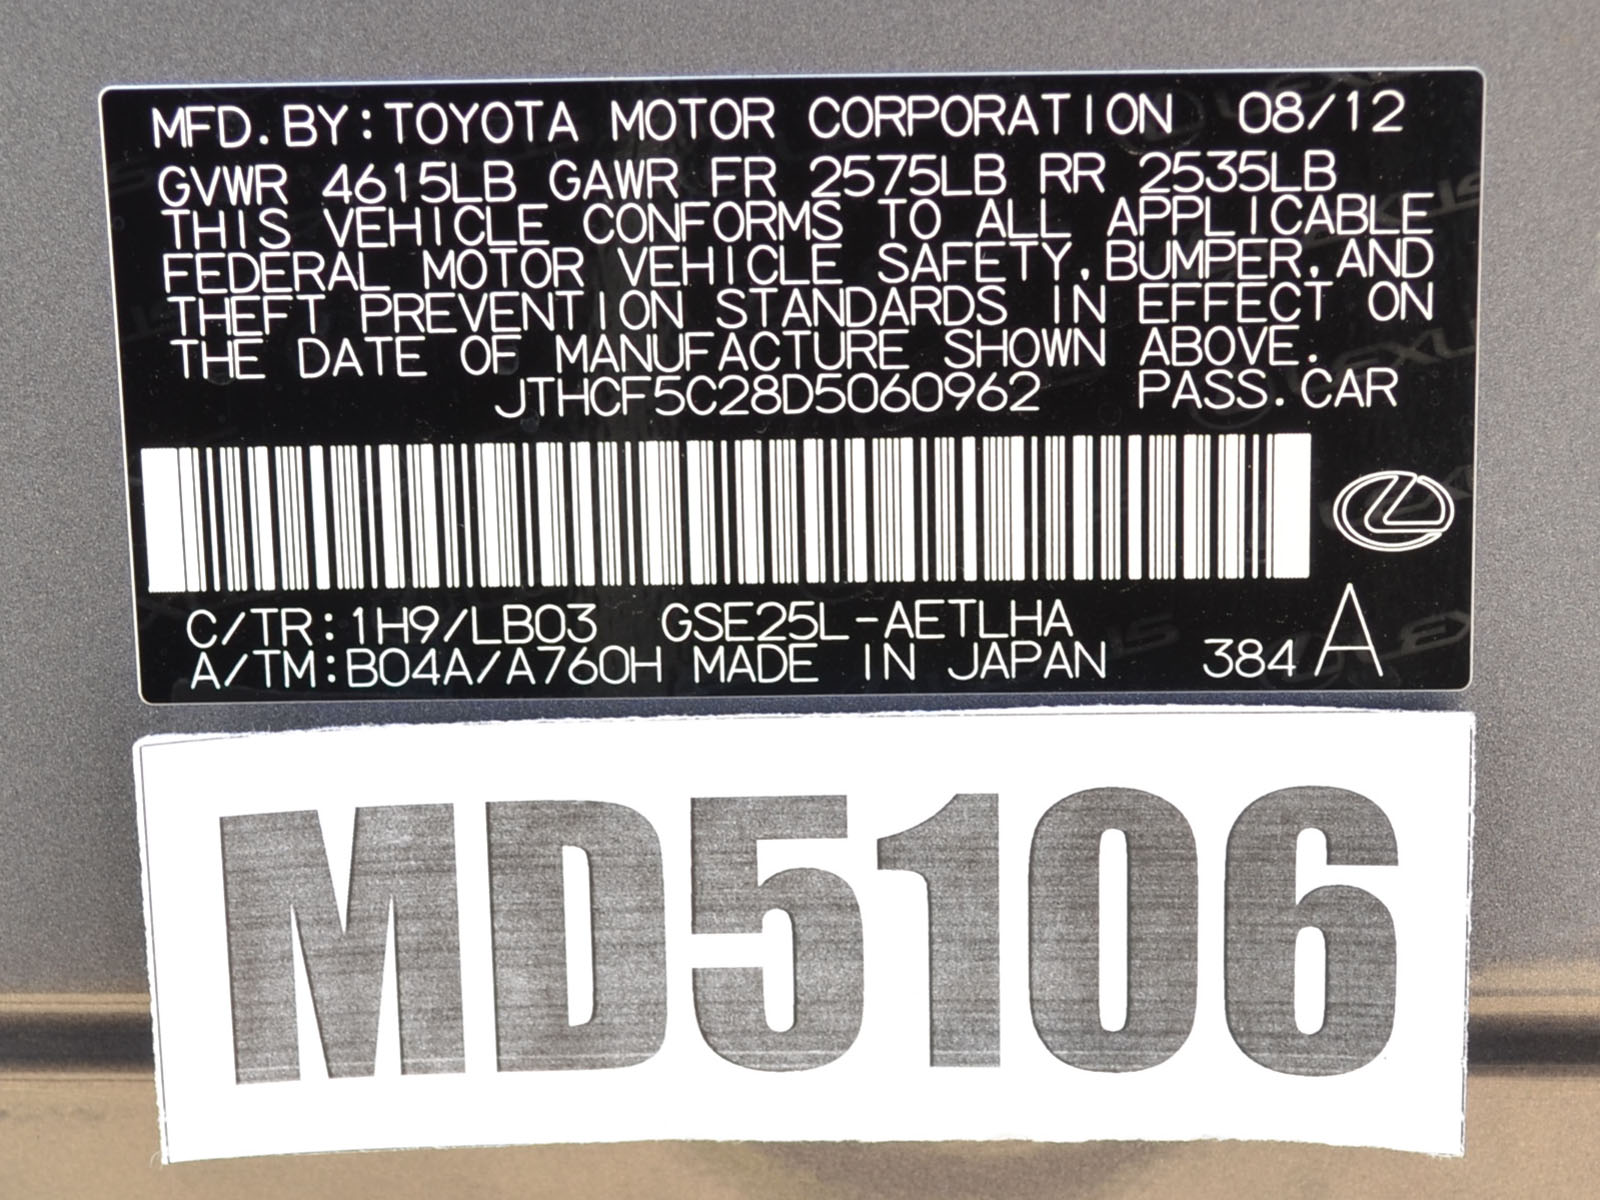 MFD. BY: TOYOTA MOTOR CORPORATION 08/12
GVWR 4615LB GAWR FR 2575LB RR 2535LB
THIS VEHICLE CONFORMS TO ALL APPLICABLE
FEDERAL MOTOR VEHICLE SAFETY, BUMPER, AND
THEFT PREVENTION STANDARDS IN EFFECT ON
THE DATE OF MANUFACTURE SHOWN ABOVE.
JTHCF5C28D5060962 PASS. CAR
C/TR: 1H9/LB03 GSE25L-AETLHA
A/TM: B04A/A760H MADE IN JAPAN 384 A
MD5106